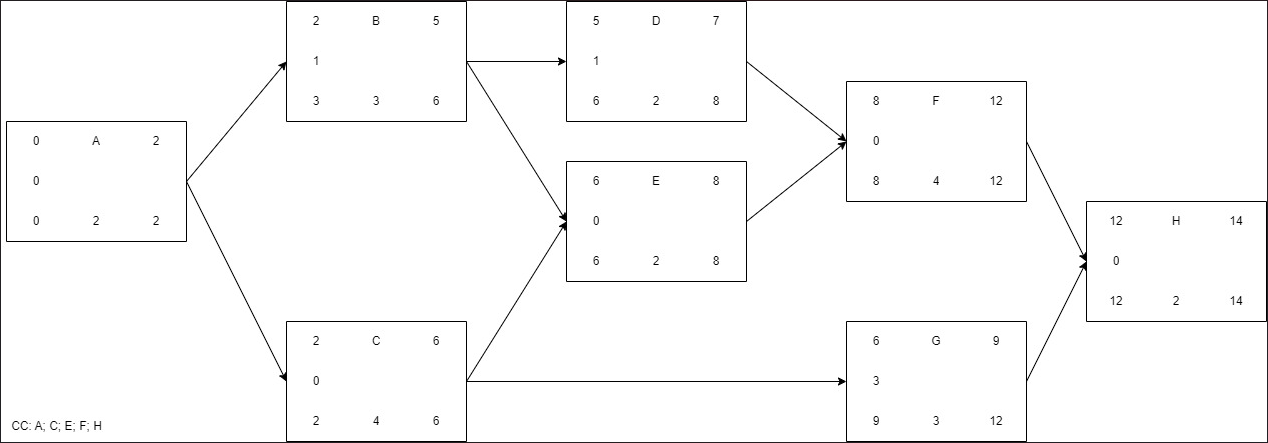 0 A 2
0
0 2 2
2 B 5
1
3 3 6
2 C 6
0
2 4 6
5 D 7
1
6 2 8
6 E 8
0
6 2 8
8 F 12
0
8 4 12
6 G 9
3
9 3 12
12 H 14
0
12 2 14
CC: A; C; E; F; H